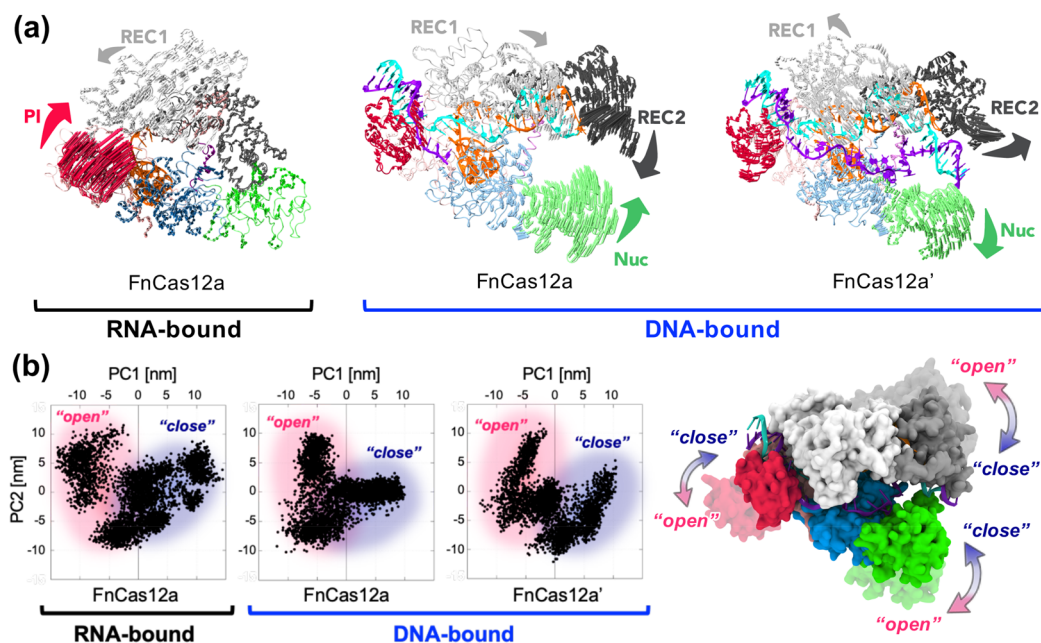 (a)
REC1
PI
FnCas12a
RNA-bound
REC1
REC2
Nuc
FnCas12a
REC1
REC2
Nuc
FnCas12a’
DNA-bound
(b)
PC1 [nm]
PC1 [nm]
PC1 [nm]
-10 -5 0 5 10
-10 -5 0 5 10
-10 -5 0 5 10
PC2 [nm]
15
10
5
0
-5
-10
-15
“open”
“close”
“open”
“close”
“open”
“close”
FnCas12a
FnCas12a
FnCas12a’
RNA-bound
DNA-bound
“open”
“close”
“close”
“open”
“close”
“open”